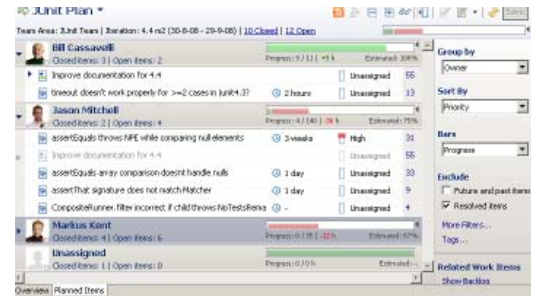 JUnit Plan *
Save
Team Area: JUnit Team | Iteration: 4.4 m2 (30-8-08 - 29-9-08) | 10 Closed | 12 Open
Bill Cassavelli
Closed items: 3 | Open items: 2
Progress: 5 / 11 | +5 h
Estimated: 100%
Improve documentation for 4.4
Unassigned
55
timeout doesn't work properly for >=2 cases in junit4.3?
2 hours
Unassigned
13
Jason Mitchell
Closed items: 2 | Open items: 4
Estimated: 75%
assertEquals throws NPE while comparing null elements
3 weeks
High
31
Improve documentation for 4.4
Unassigned
55
assertEquals array comparison doesnt handle nulls
1 day
Unassigned
33
assertThat signature does not match Matcher
1 day
Unassigned
9
CompositeRunner.filter incorrect if child throws NoTestsRema
-
Unassigned
4
Markus Kent
Closed items: 4 | Open items: 6
Unassigned
Closed items: 1 | Open items: 0
Progress: 0 / 0 h
Group by
Owner
Sort By
Priority
Bars
Progress
Exclude
Future and past items
Resolved items
More Filters...
Tags...
Related Work Items
Show Backlog
Overview
Planned Items